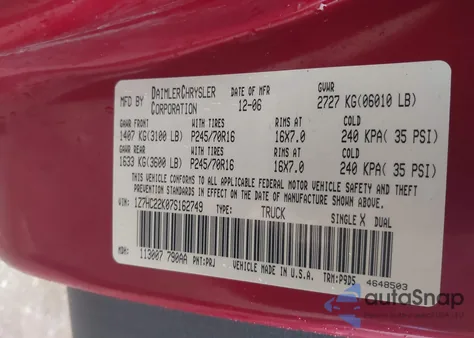 MFD BY DAIMLERCHRYSLER CORPORATION DATE OF MFR 12-06 GVWR 2727 KG(06010 LB)
GAWR FRONT WITH TIRES RIMS AT COLD
1407 KG(3100 LB) P245/70R16 16X7.0 240 KPA( 35 PSI)
GAWR REAR WITH TIRES RIMS AT COLD
1633 KG(3600 LB) P245/70R16 16X7.0 240 KPA( 35 PSI)
THIS VEHICLE CONFORMS TO ALL APPLICABLE FEDERAL MOTOR VEHICLE SAFETY AND THEFT
PREVENTION STANDARDS IN EFFECT ON THE DATE OF MANUFACTURE SHOWN ABOVE.
VIN: 1Z7HC22K07S162749 TYPE: TRUCK SINGLE X DUAL
MDH: 113007 790AA PNT:PRJ VEHICLE MADE IN U.S.A. TRM:P9D5
4648503
autoSnap